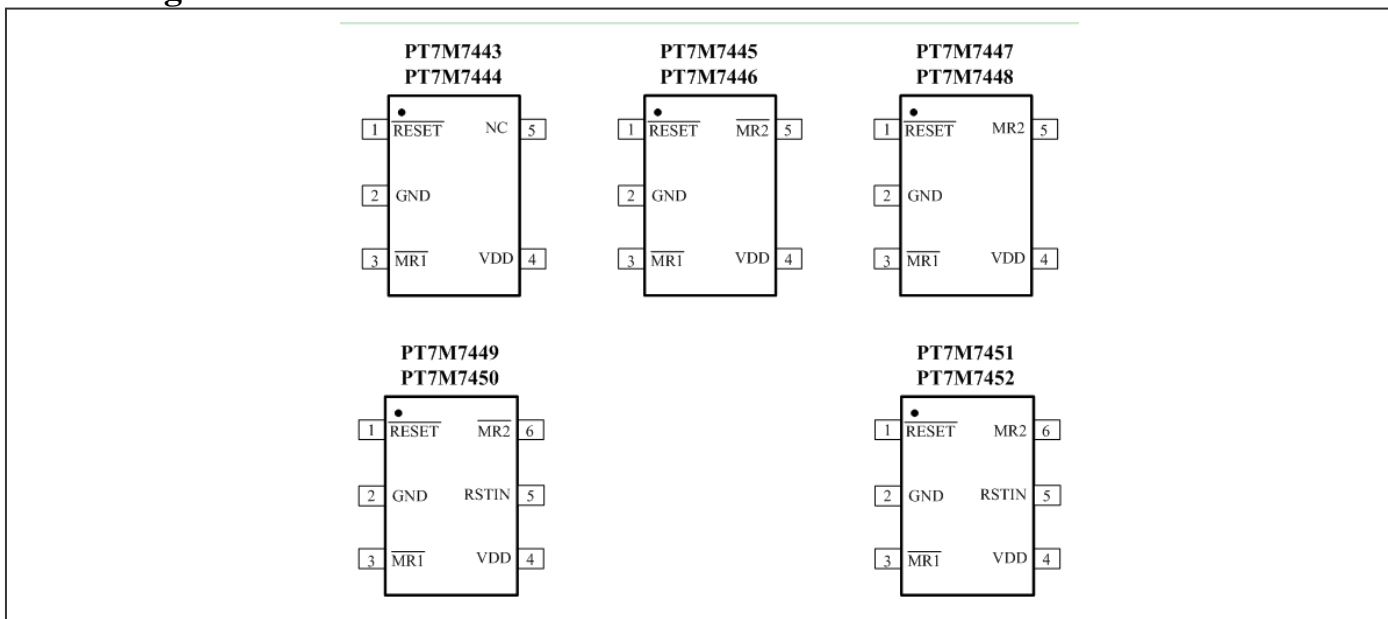 g
PT7M7443
PT7M7444
1 RESET NC 5
2 GND
3 MR1 VDD 4
PT7M7445
PT7M7446
1 RESET MR2 5
2 GND
3 MR1 VDD 4
PT7M7447
PT7M7448
1 RESET MR2 5
2 GND
3 MR1 VDD 4
PT7M7449
PT7M7450
1 RESET MR2 6
2 GND RSTIN 5
3 MR1 VDD 4
PT7M7451
PT7M7452
1 RESET MR2 6
2 GND RSTIN 5
3 MR1 VDD 4